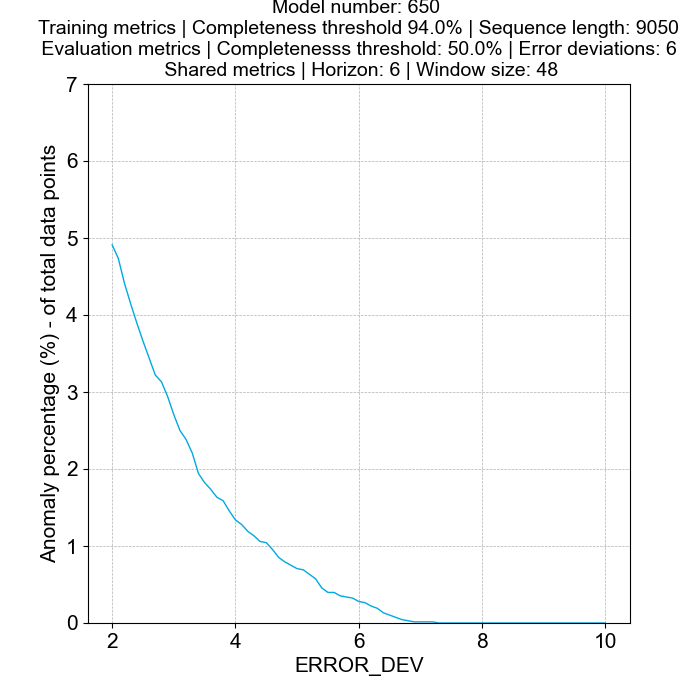 Model number: 650
Training metrics | Completeness threshold 94.0% | Sequence length: 9050
Evaluation metrics | Completenesss threshold: 50.0% | Error deviations: 6
Shared metrics | Horizon: 6 | Window size: 48
Anomaly percentage (%) - of total data points
7
6
5
4
3
2
1
0
2 4 6 8 10
ERROR_DEV